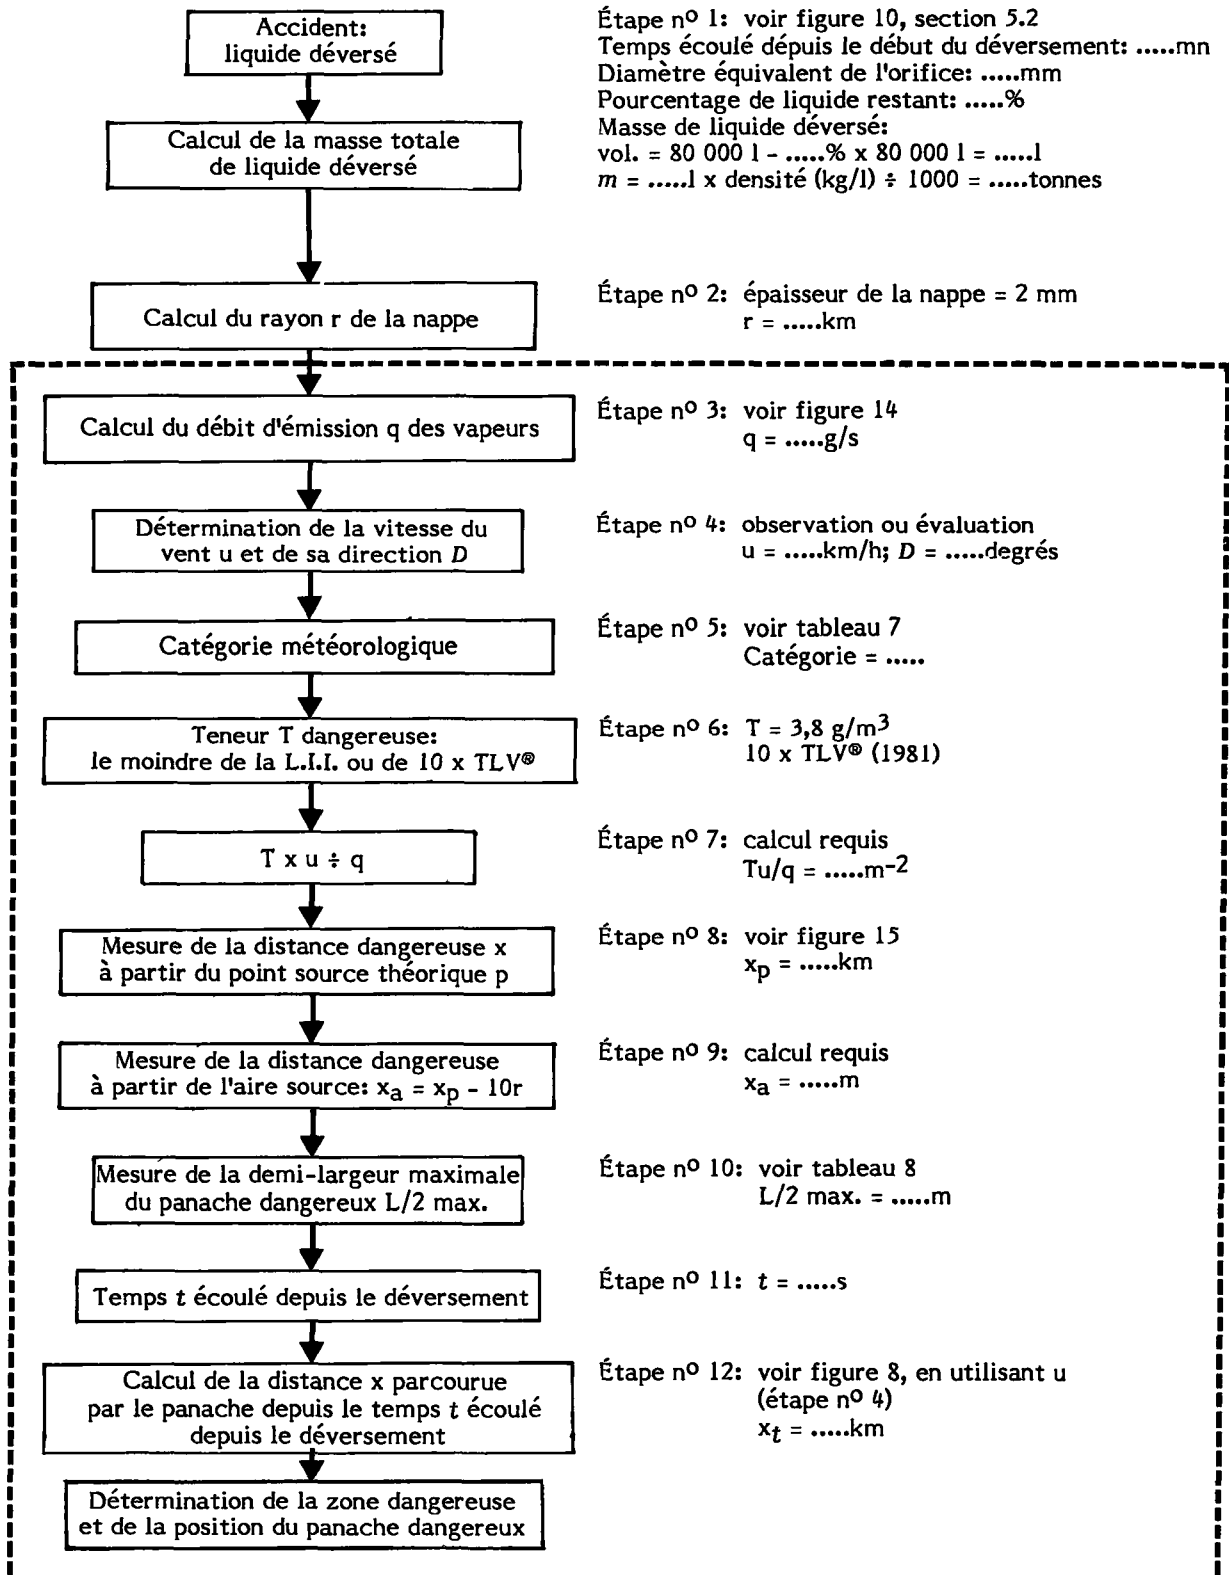 Accident:
liquide déversé
Étape nº 1: voir figure 10, section 5.2
Temps écoulé dépuis le début du déversement: .....mn
Diamètre équivalent de l'orifice: .....mm
Pourcentage de liquide restant: .....%
Masse de liquide déversé:
vol. = 80 000 l - .....% x 80 000 l = .....l
m = .....l x densité (kg/l) ÷ 1000 = .....tonnes
Calcul de la masse totale
de liquide déversé
Calcul du rayon r de la nappe
Étape nº 2: épaisseur de la nappe = 2 mm
r = .....km
Calcul du débit d'émission q des vapeurs
Étape nº 3: voir figure 14
q = .....g/s
Détermination de la vitesse du
vent u et de sa direction D
Étape nº 4: observation ou évaluation
u = .....km/h; D = .....degrés
Catégorie météorologique
Étape nº 5: voir tableau 7
Catégorie = .....
Teneur T dangereuse:
le moindre de la L.I.I. ou de 10 x TLV®
Étape nº 6: T = 3,8 g/m³
10 x TLV® (1981)
T x u ÷ q
Étape nº 7: calcul requis
Tu/q = .....m⁻²
Mesure de la distance dangereuse x
à partir du point source théorique p
Étape nº 8: voir figure 15
xp = .....km
Mesure de la distance dangereuse
à partir de l'aire source: xa = xp - 10r
Étape nº 9: calcul requis
xa = .....m
Mesure de la demi-largeur maximale
du panache dangereux L/2 max.
Étape nº 10: voir tableau 8
L/2 max. = .....m
Temps t écoulé depuis le déversement
Étape nº 11: t = .....s
Calcul de la distance x parcourue
par le panache depuis le temps t écoulé
depuis le déversement
Étape nº 12: voir figure 8, en utilisant u
(étape nº 4)
xt = .....km
Détermination de la zone dangereuse
et de la position du panache dangereux